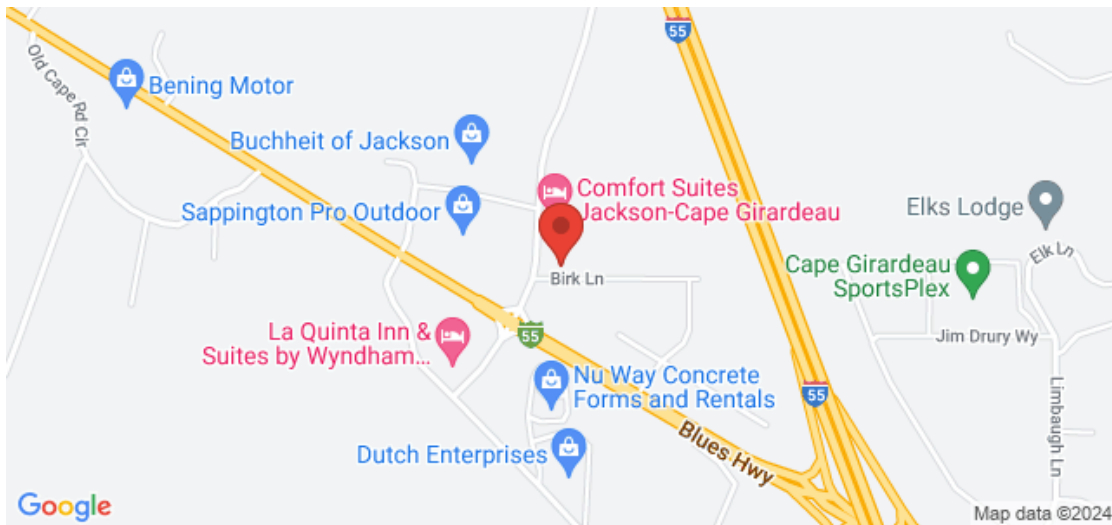 55
Old Cape Rd Cir
Bening Motor
Buchheit of Jackson
Comfort Suites
Jackson-Cape Girardeau
Sappington Pro Outdoor
Elks Lodge
Elk Ln
Cape Girardeau
SportsPlex
Birk Ln
La Quinta Inn &
Suites by Wyndham...
55
Jim Drury Wy
Nu Way Concrete
Forms and Rentals
55
Limbaugh Ln
Blues Hwy
Dutch Enterprises
Google
Map data ©2024